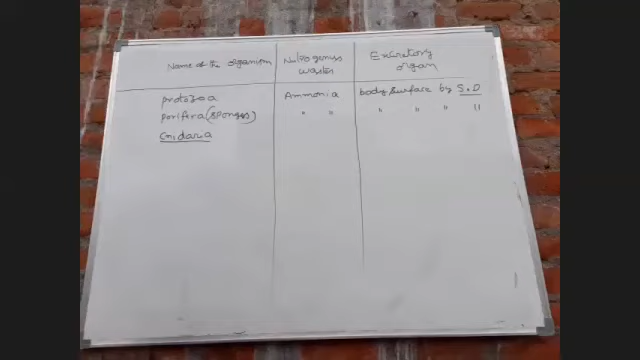 Name of the organism Nitrogenous wastes Excretory organ
protozoa Ammonia body surface by S.D
porifera (sponges) " " " " " "
Cnidaria